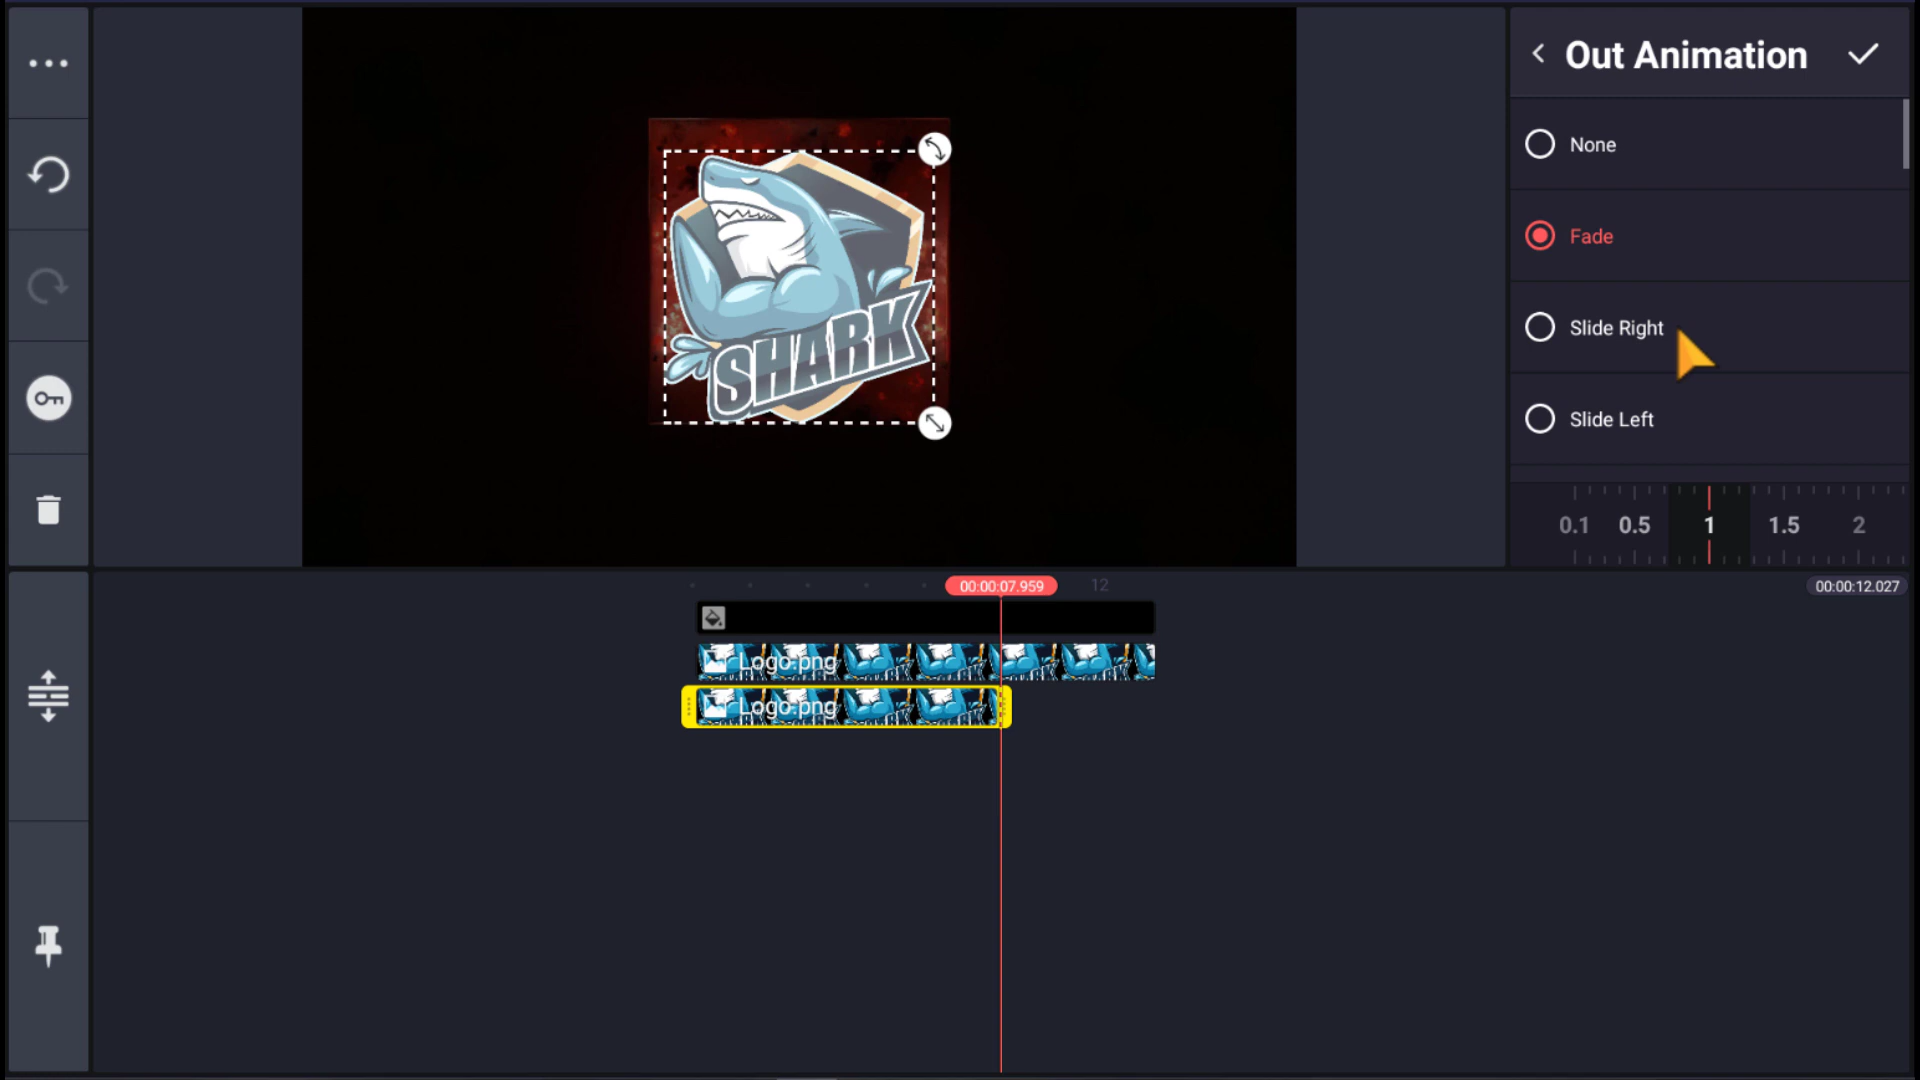 Out Animation
None
Fade
Slide Right
Slide Left
0.1 0.5 1 1.5 2
SHARK
00:00:07.959
12
00:00:12.027
Logo.png
Logo.png